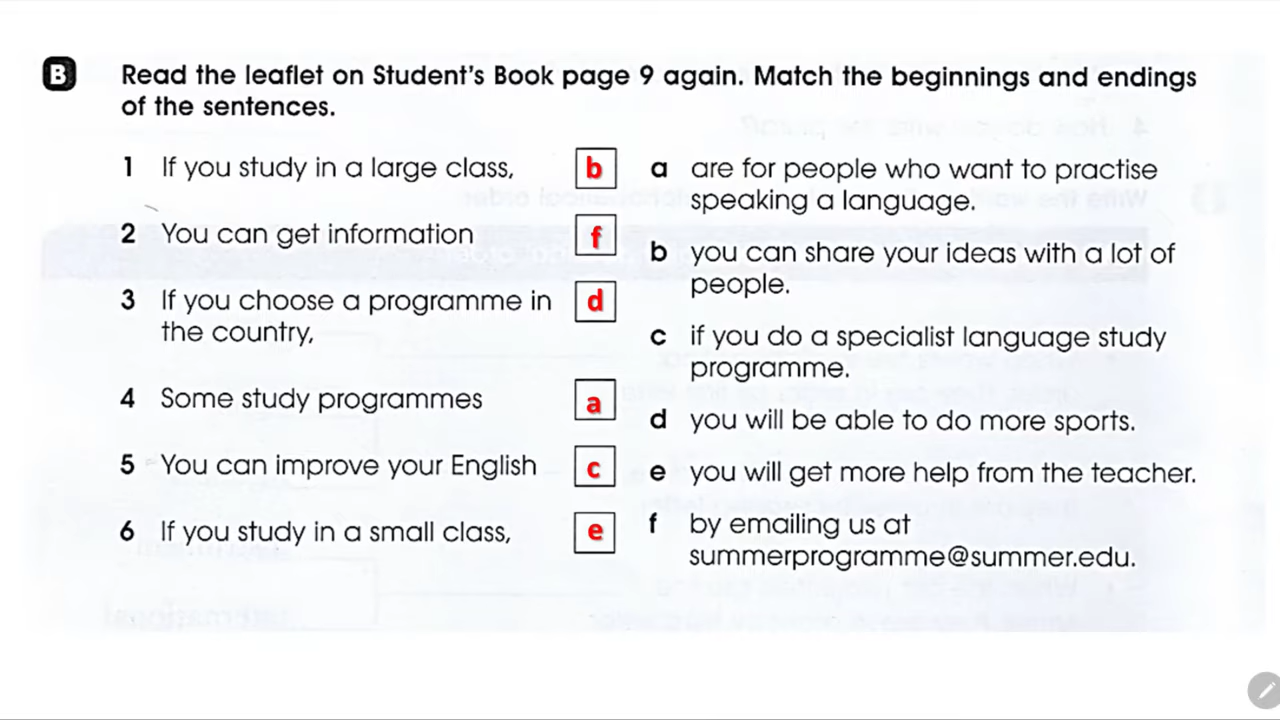 B Read the leaflet on Student's Book page 9 again. Match the beginnings and endings
of the sentences.
1 If you study in a large class, b
2 You can get information f
3 If you choose a programme in d
the country,
4 Some study programmes a
5 You can improve your English c
6 If you study in a small class, e
a are for people who want to practise
speaking a language.
b you can share your ideas with a lot of
people.
c if you do a specialist language study
programme.
d you will be able to do more sports.
e you will get more help from the teacher.
f by emailing us at
summerprogramme@summer.edu.